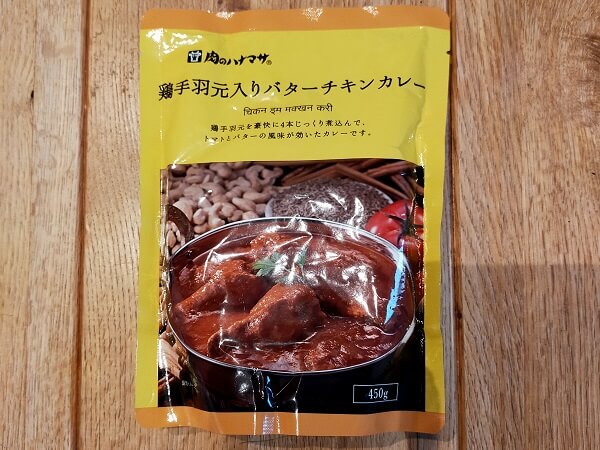 肉のハナマサ®
鶏手羽元入りバターチキンカレー
चिकन दम मक्खन करी
鶏手羽元を豪快に4本じっくり煮込んで、
トマトとバターの風味が効いたカレーです。
450g